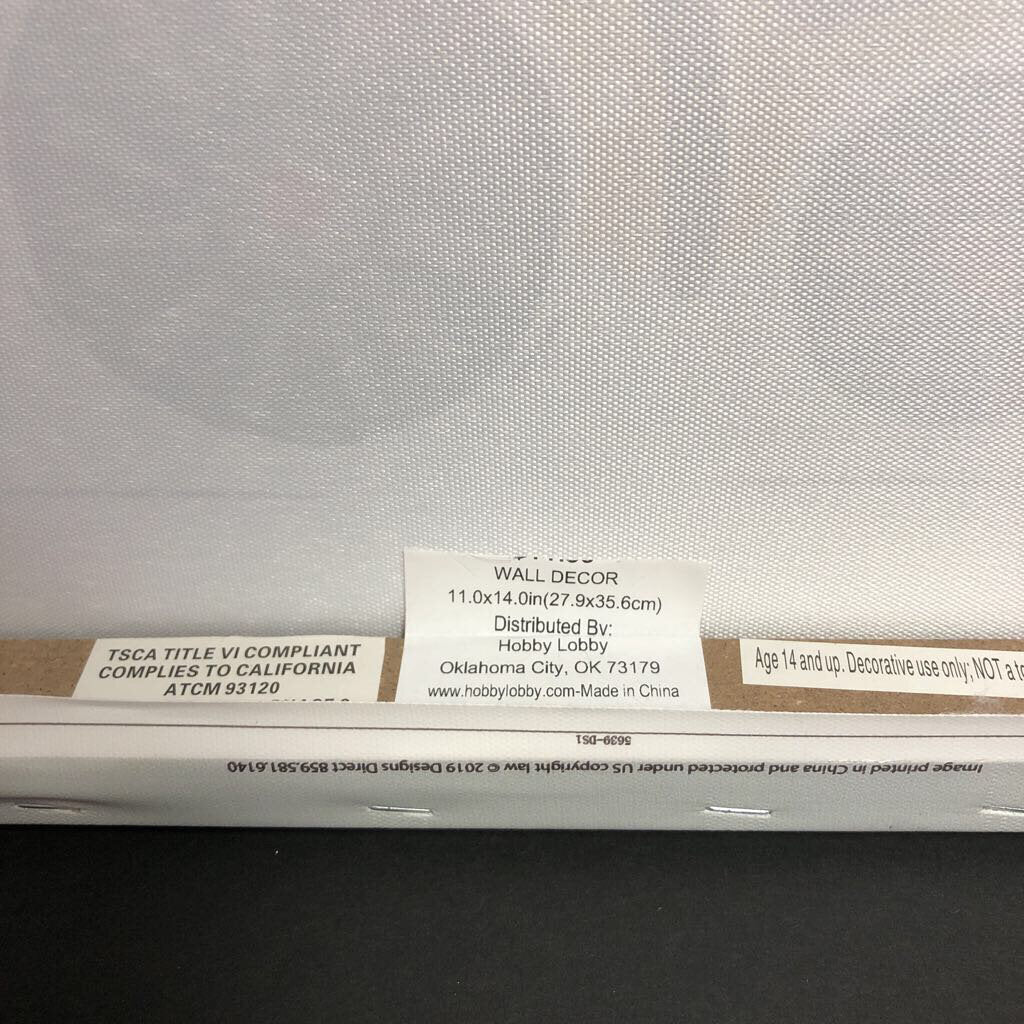 WALL DECOR
11.0x14.0in(27.9x35.6cm)
Distributed By:
Hobby Lobby
Oklahoma City, OK 73179
www.hobbylobby.com-Made in China
TSCA TITLE VI COMPLIANT
COMPLIES TO CALIFORNIA
ATCM 93120
Age 14 and up. Decorative use only; NOT a to
5639-DS1
Image printed in China and protected under US copyright law © 2019 Designs Direct 859.581.6140